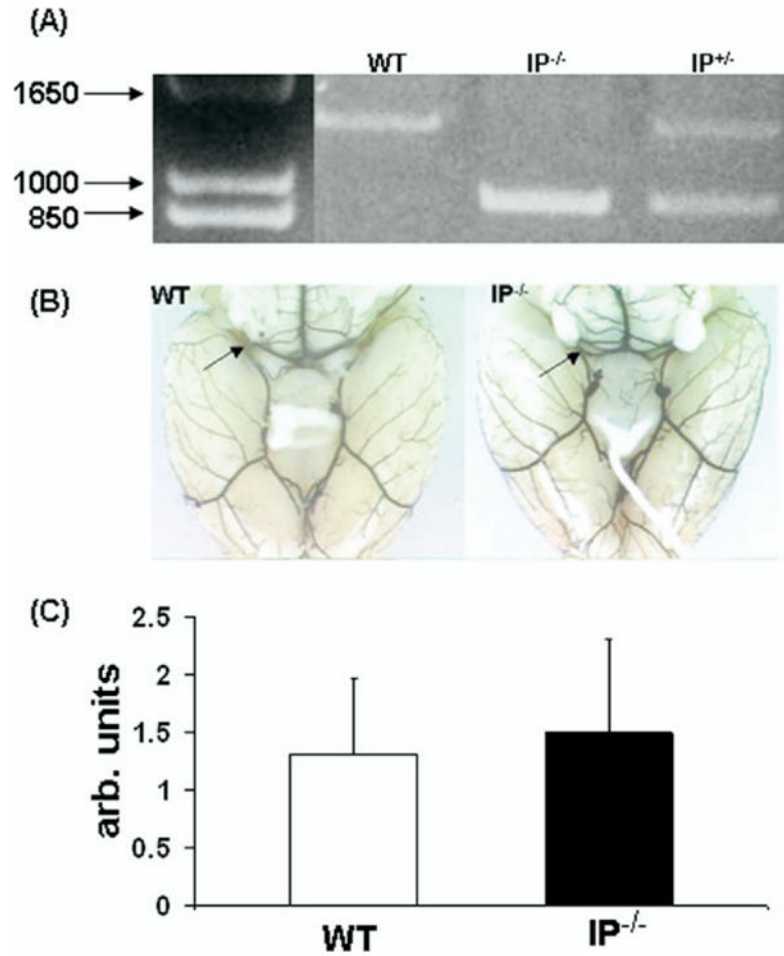 (A)
WT IP-/- IP+/-
1650
1000
850
(B)
WT IP-/-
(C)
2.5
2
1.5
1
0.5
0
arb. units
WT IP-/-